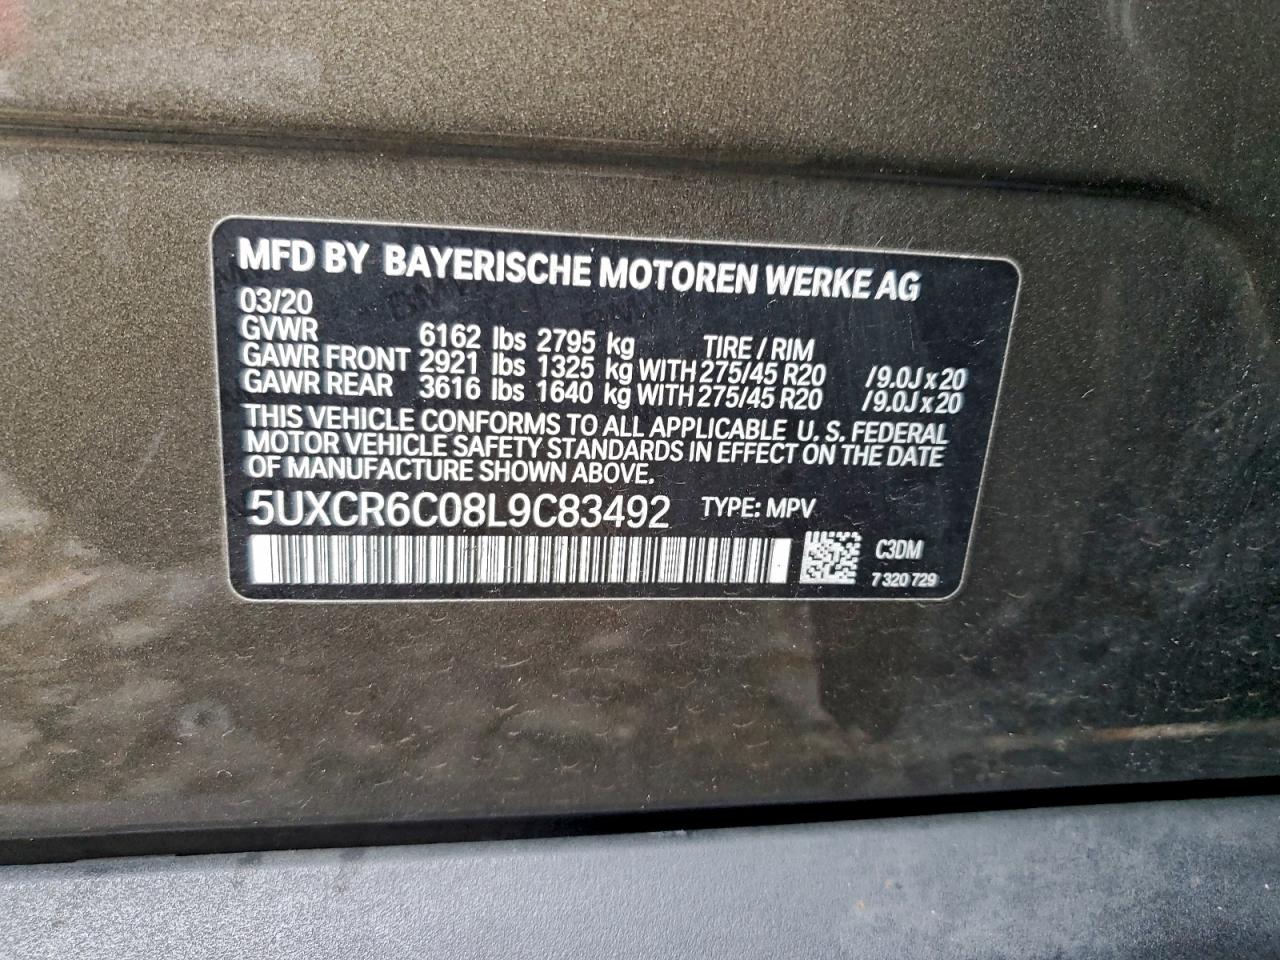 MFD BY BAYERISCHE MOTOREN WERKE AG
03/20
GVWR 6162 lbs 2795 kg TIRE / RIM
GAWR FRONT 2921 lbs 1325 kg WITH 275/45 R20 / 9.0J x 20
GAWR REAR 3616 lbs 1640 kg WITH 275/45 R20 / 9.0J x 20
THIS VEHICLE CONFORMS TO ALL APPLICABLE U. S. FEDERAL
MOTOR VEHICLE SAFETY STANDARDS IN EFFECT ON THE DATE
OF MANUFACTURE SHOWN ABOVE.
5UXCR6C08L9C83492 TYPE: MPV
C3DM
7 320 729